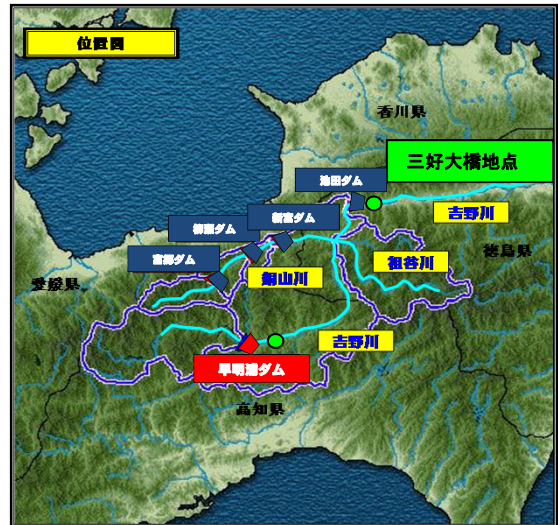 位置図
香川県
三好大橋地点
池田ダム
吉野川
新宮ダム
柳瀬ダム
徳島県
祖谷川
富郷ダム
銅山川
愛媛県
吉野川
早明浦ダム
高知県